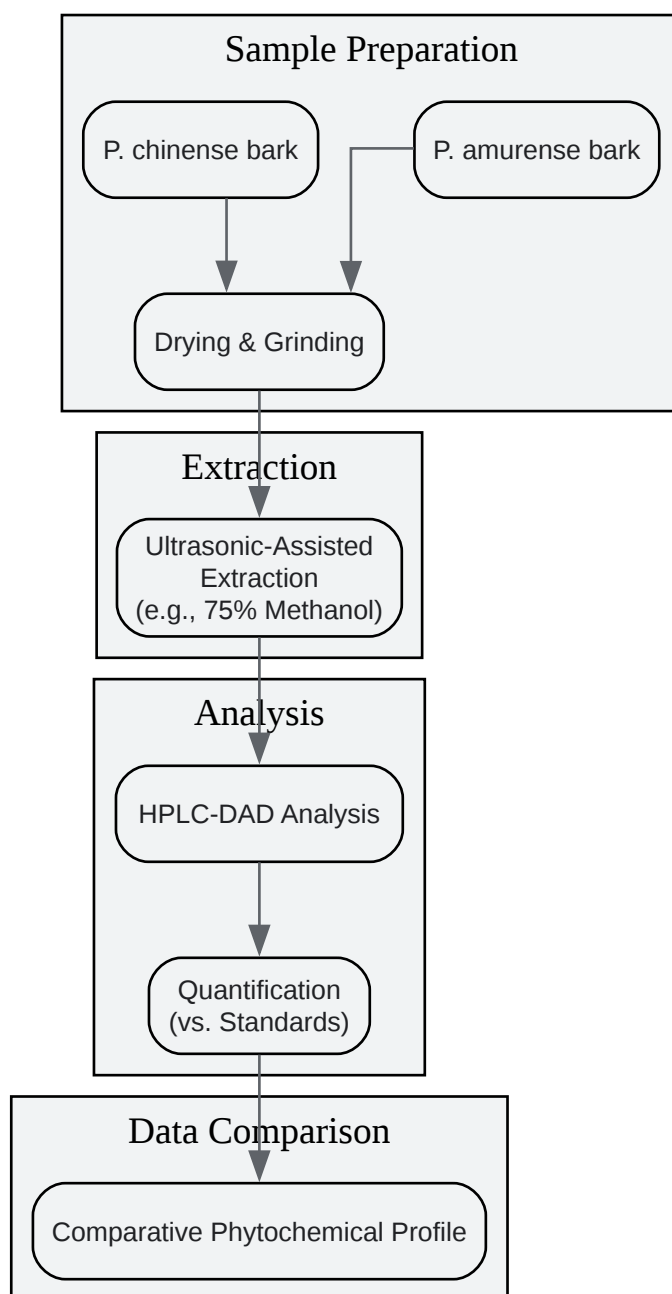 Sample Preparation
P. chinense bark
P. amurense bark
Drying & Grinding
Extraction
Ultrasonic-Assisted
Extraction
(e.g., 75% Methanol)
Analysis
HPLC-DAD Analysis
Quantification
(vs. Standards)
Data Comparison
Comparative Phytochemical Profile